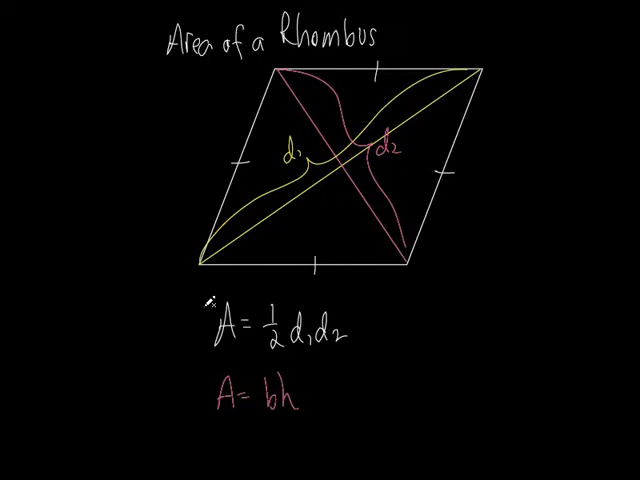 Area of a Rhombus
d₁
d₂
A = 1/2 d₁d₂
A = bh